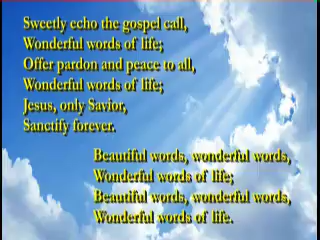 Sweetly echo the gospel call,
Wonderful words of life;
Offer pardon and peace to all,
Wonderful words of life;
Jesus, only Savior,
Sanctify forever.
Beautiful words, wonderful words,
Wonderful words of life;
Beautiful words, wonderful words,
Wonderful words of life.